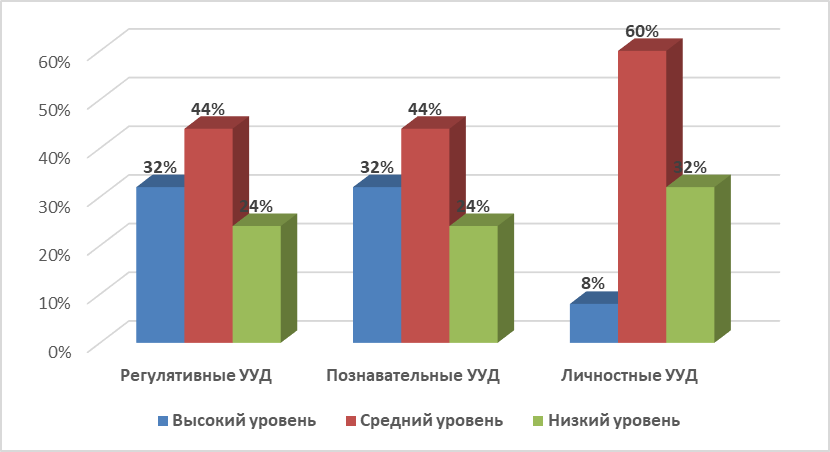 60%
60%
50%
44%
44%
40%
32%
32%
32%
30%
24%
24%
20%
10%
8%
0%
Регулятивные УУД
Познавательные УУД
Личностные УУД
Высокий уровень
Средний уровень
Низкий уровень